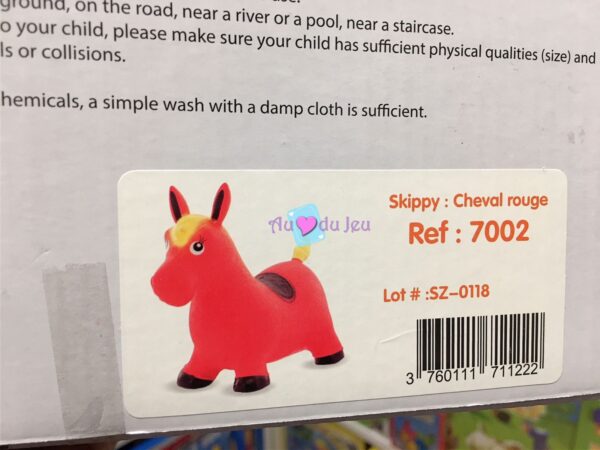 ground, on the road, near a river or a pool, near a staircase.
o your child, please make sure your child has sufficient physical qualities (size) and
ls or collisions.
hemicals, a simple wash with a damp cloth is sufficient.
Skippy : Cheval rouge
Ref : 7002
Au du Jeu
Lot # :SZ-0118
3 760111 711222